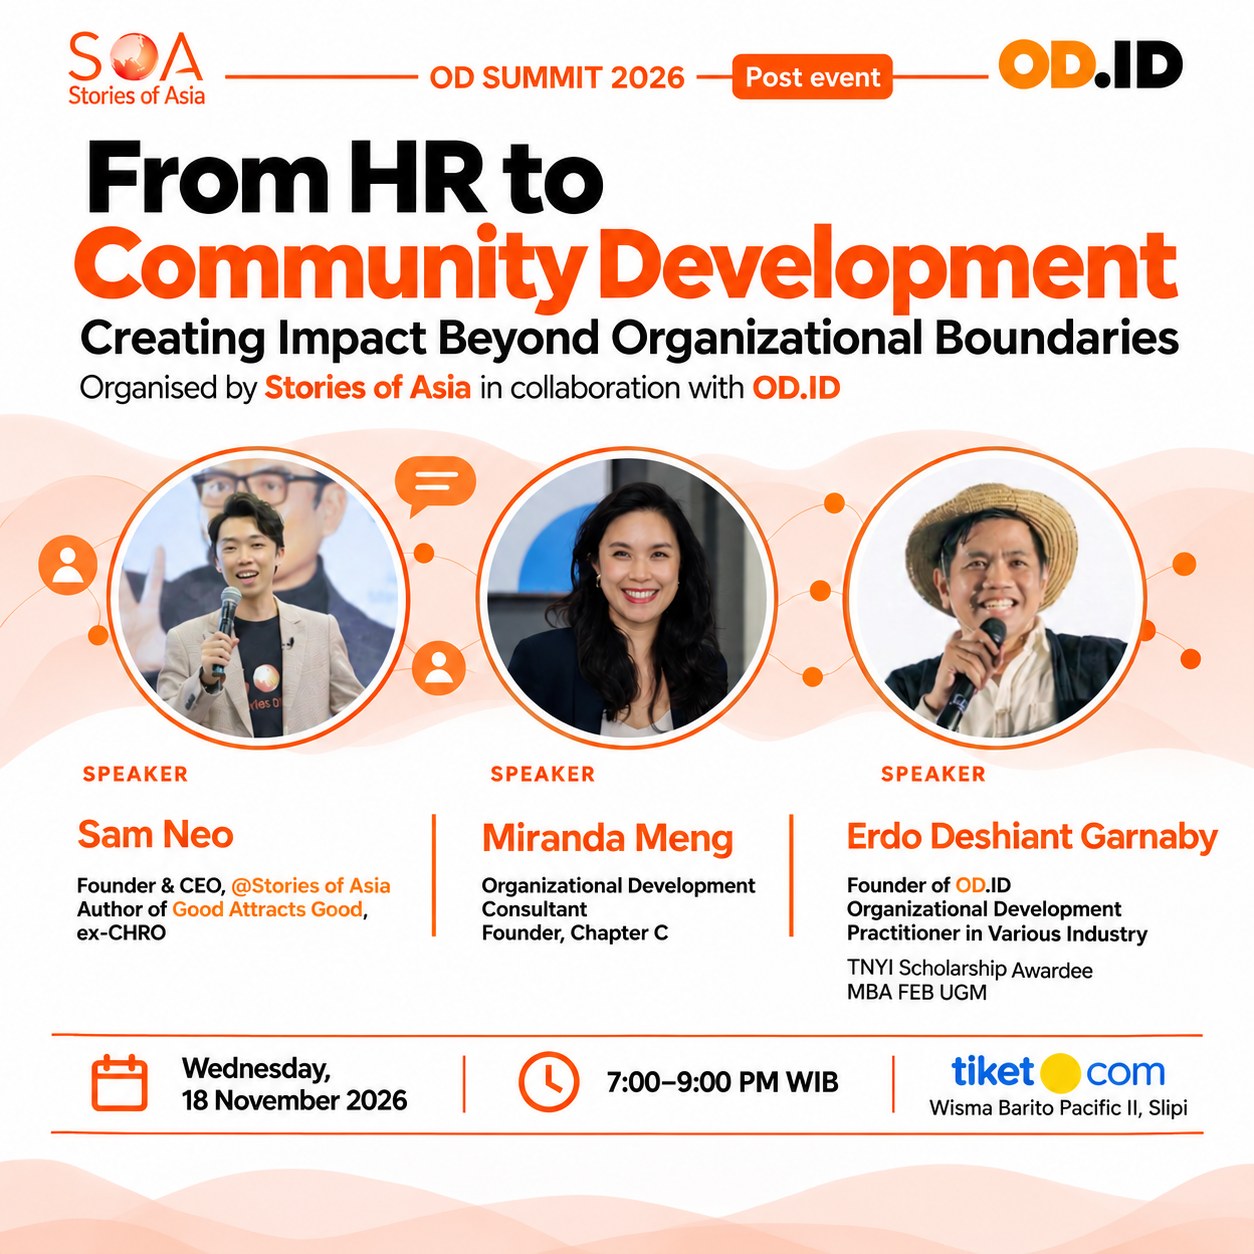 SOA
Stories of Asia
OD SUMMIT 2026
Post event
OD.ID
From HR to
Community Development
Creating Impact Beyond Organizational Boundaries
Organised by Stories of Asia in collaboration with OD.ID
SPEAKER
Sam Neo
Founder & CEO, @Stories of Asia
Author of Good Attracts Good,
ex-CHRO
SPEAKER
Miranda Meng
Organizational Development
Consultant
Founder, Chapter C
SPEAKER
Erdo Deshiant Garnaby
Founder of OD.ID
Organizational Development
Practitioner in Various Industry
TNYI Scholarship Awardee
MBA FEB UGM
Wednesday,
18 November 2026
7:00–9:00 PM WIB
tiket com
Wisma Barito Pacific II, Slipi